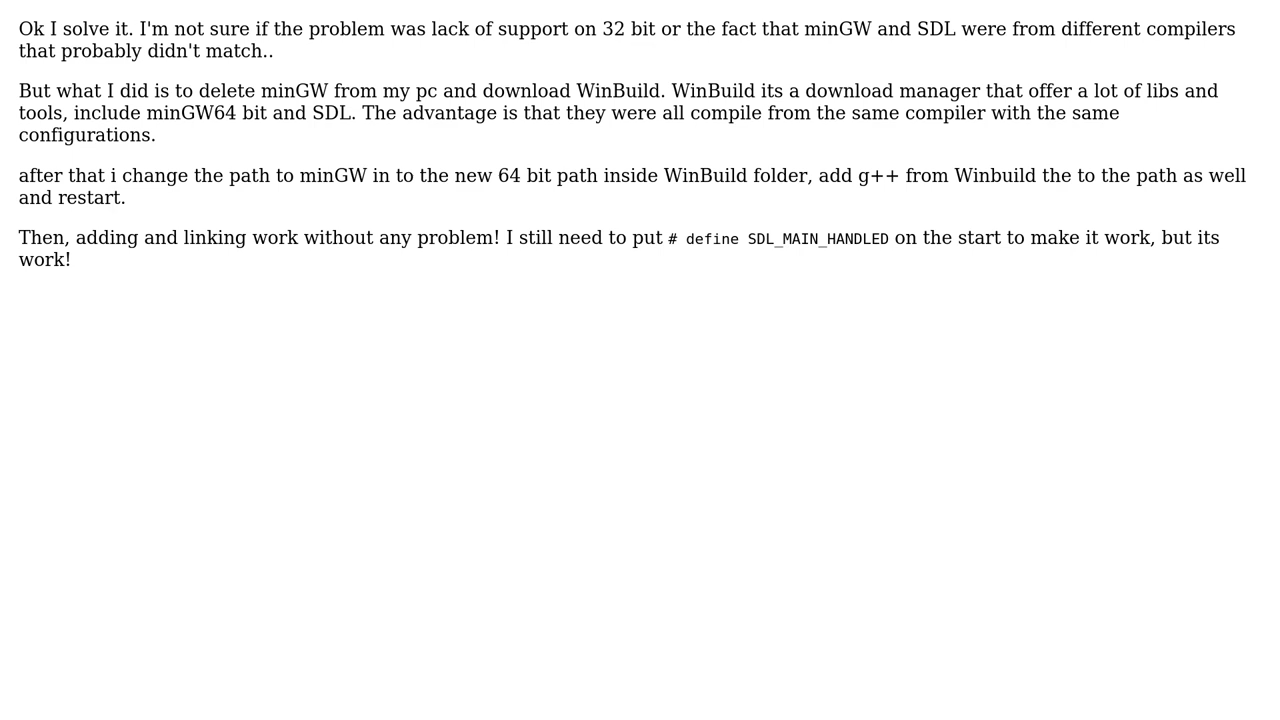 Ok I solve it. I'm not sure if the problem was lack of support on 32 bit or the fact that minGW and SDL were from different compilers
that probably didn't match..
But what I did is to delete minGW from my pc and download WinBuild. WinBuild its a download manager that offer a lot of libs and
tools, include minGW64 bit and SDL. The advantage is that they were all compile from the same compiler with the same
configurations.
after that i change the path to minGW in to the new 64 bit path inside WinBuild folder, add g++ from Winbuild the to the path as well
and restart.
Then, adding and linking work without any problem! I still need to put # define SDL_MAIN_HANDLED on the start to make it work, but its
work!